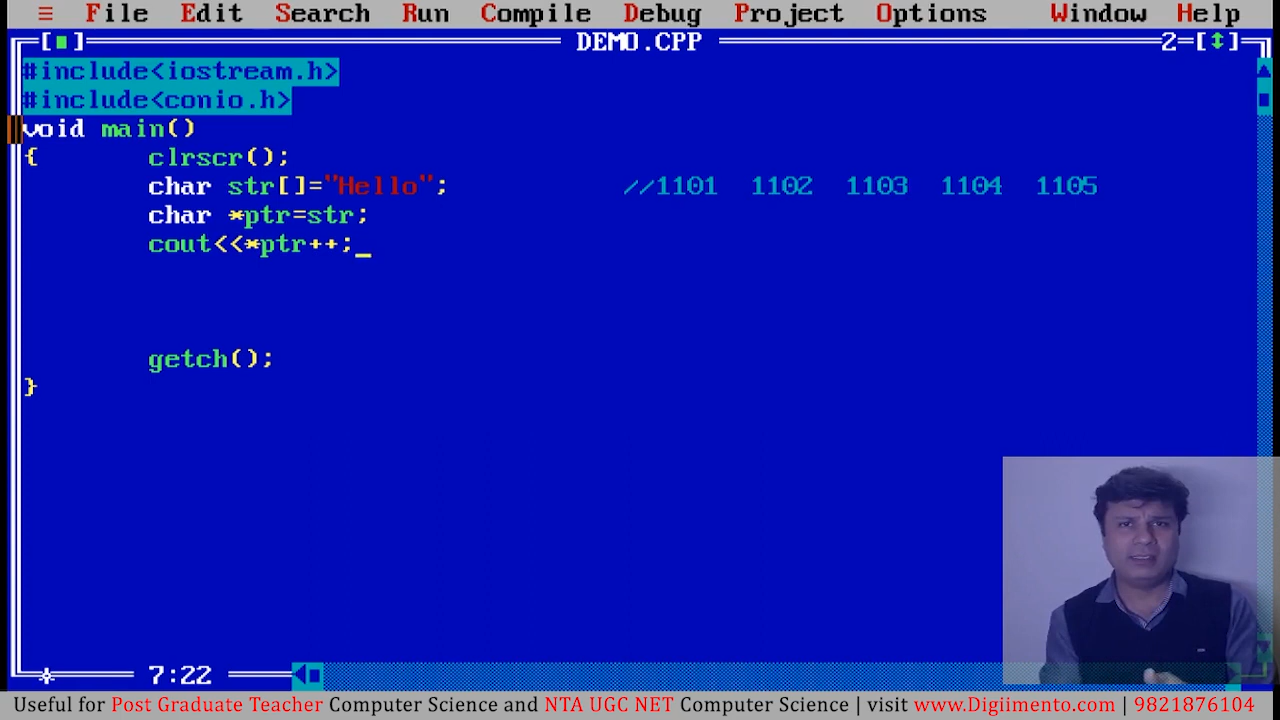 ≡ File Edit Search Run Compile Debug Project Options Window Help
[■] DEMO.CPP 2=[↕]
#include<iostream.h>
#include<conio.h>
void main()
{ clrscr();
char str[]="Hello"; //1101 1102 1103 1104 1105
char *ptr=str;
cout<<*ptr++;_
getch();
}
7:22
Useful for Post Graduate Teacher Computer Science and NTA UGC NET Computer Science | visit www.Digiimento.com | 9821876104